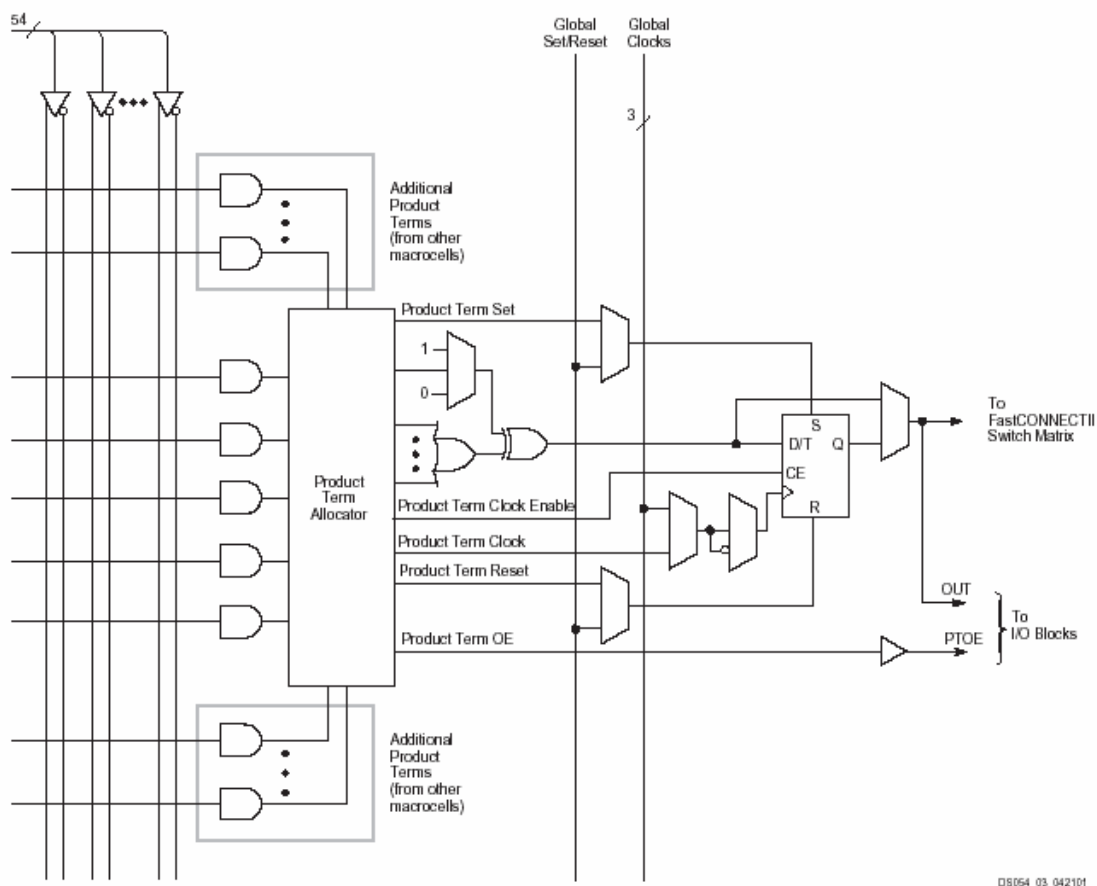 54
Global
Set/Reset
Global
Clocks
3
Additional
Product
Terms
(from other
macrocells)
Product Term Set
1
0
Product
Term
Allocator
S
D/T Q
CE
R
To
FastCONNECTII
Switch Matrix
Product Term Clock Enable
Product Term Clock
Product Term Reset
Product Term OE
OUT
PTOE
To
I/O Blocks
Additional
Product
Terms
(from other
macrocells)
DS054_03_042101